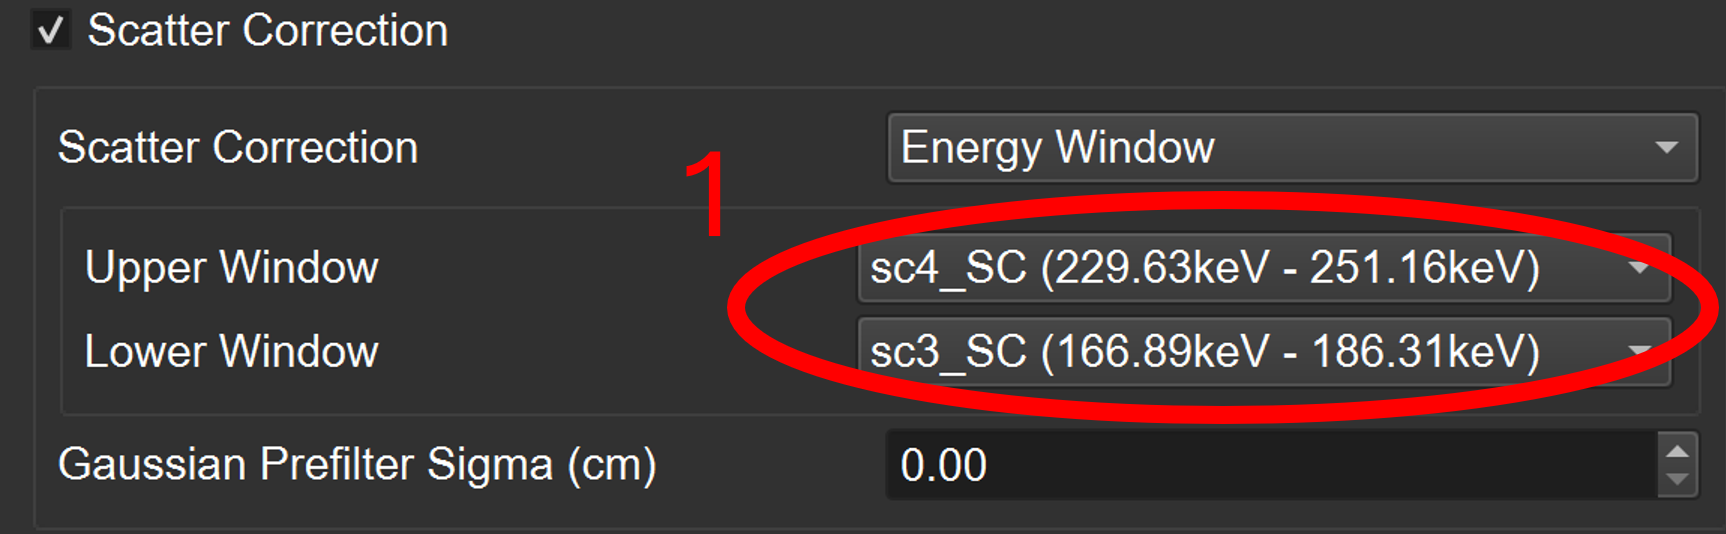 Scatter Correction
Scatter Correction
Energy Window
1
Upper Window
sc4_SC (229.63keV - 251.16keV)
Lower Window
sc3_SC (166.89keV - 186.31keV)
Gaussian Prefilter Sigma (cm)
0.00